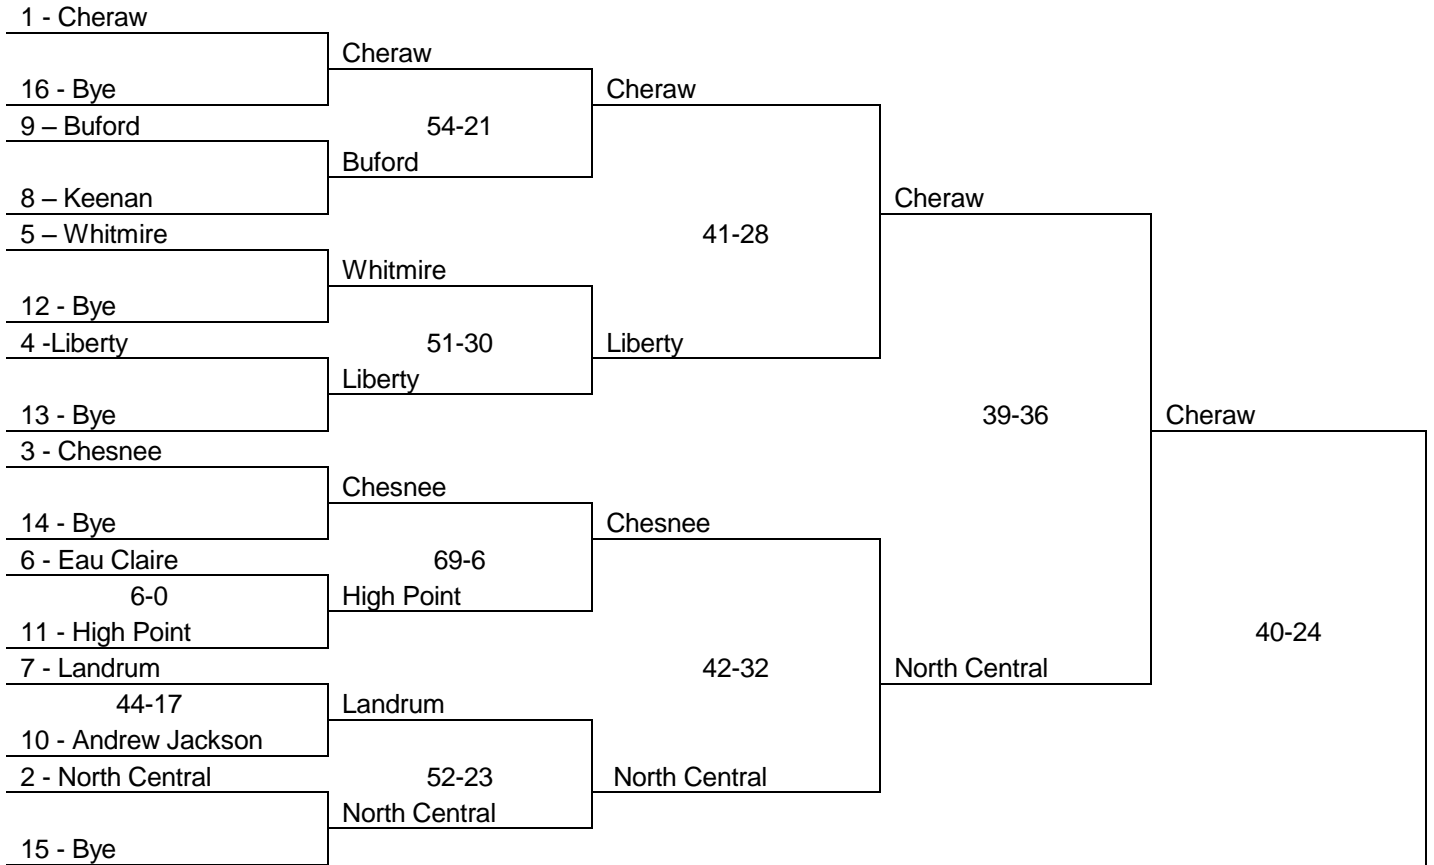 1 - Cheraw
Cheraw
16 - Bye
Cheraw
9 – Buford
54-21
Buford
8 – Keenan
Cheraw
5 – Whitmire
41-28
Whitmire
12 - Bye
4 -Liberty
51-30
Liberty
Liberty
13 - Bye
39-36
Cheraw
3 - Chesnee
Chesnee
14 - Bye
Chesnee
6 - Eau Claire
69-6
6-0
High Point
11 - High Point
40-24
7 - Landrum
42-32
North Central
44-17
Landrum
10 - Andrew Jackson
2 - North Central
52-23
North Central
North Central
15 - Bye